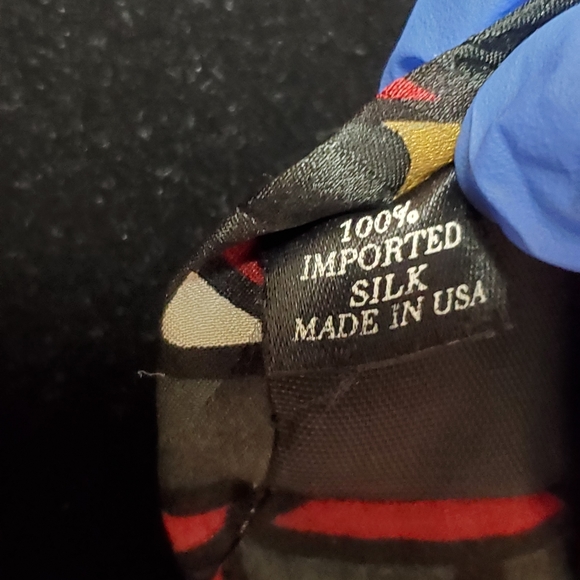 100%
IMPORTED
SILK
MADE IN USA